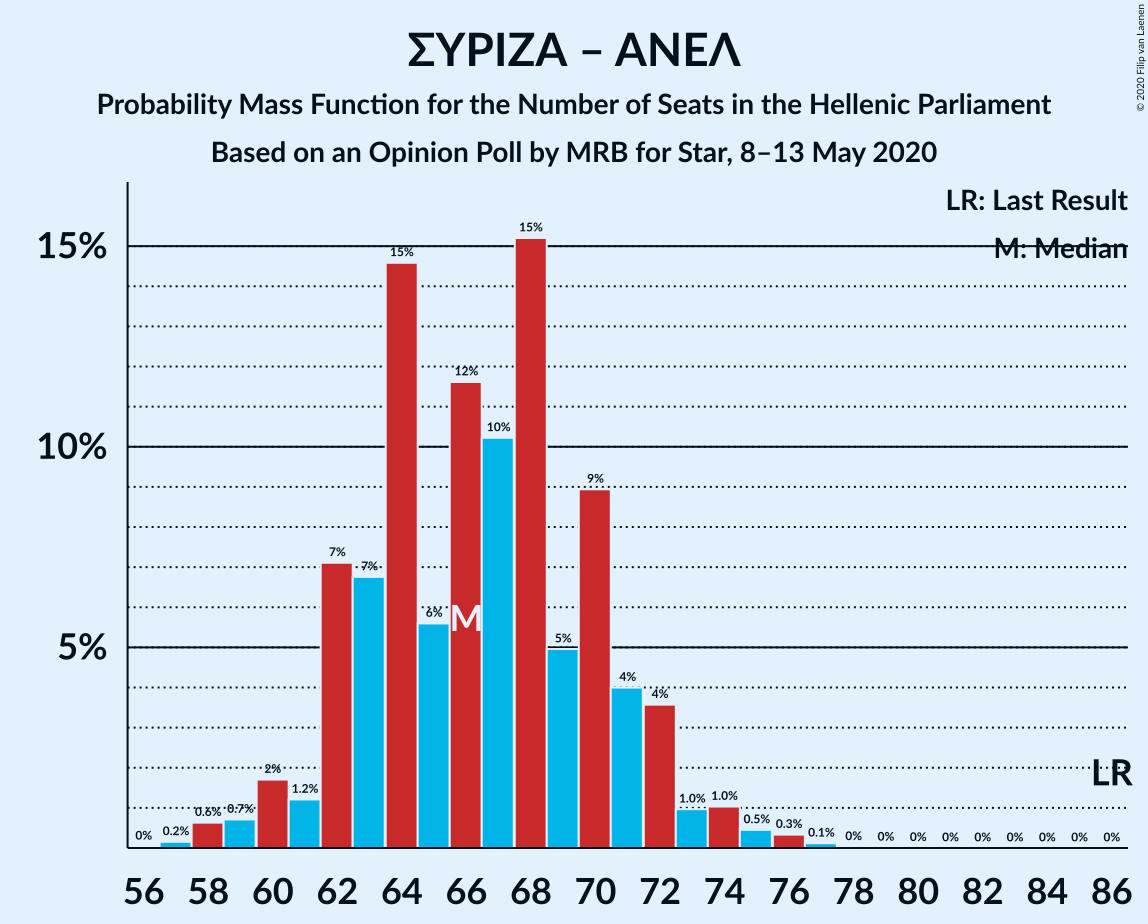 ΣΥΡΙΖΑ – ΑΝΕΛ
Probability Mass Function for the Number of Seats in the Hellenic Parliament
Based on an Opinion Poll by MRB for Star, 8–13 May 2020
© 2020 Filip van Laenen
LR: Last Result
M: Median
15%
10%
5%
0% 0.2% 0.6% 0.7% 2% 1.2% 7% 7% 15% 6% 12% 10% 15% 5% 9% 4% 4% 1.0% 1.0% 0.5% 0.3% 0.1% 0% 0% 0% 0% 0% 0% 0% 0% 0%
M
LR
56 58 60 62 64 66 68 70 72 74 76 78 80 82 84 86